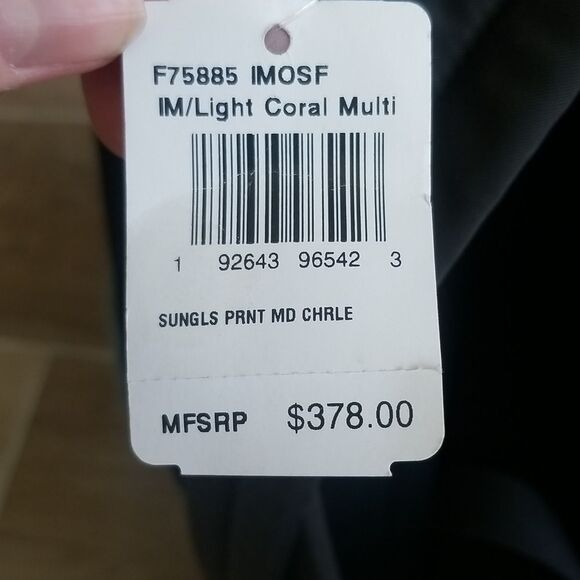 F75885 IMOSF
IM/Light Coral Multi
1 92643 96542 3
SUNGLS PRNT MD CHRLE
MFSRP $378.00